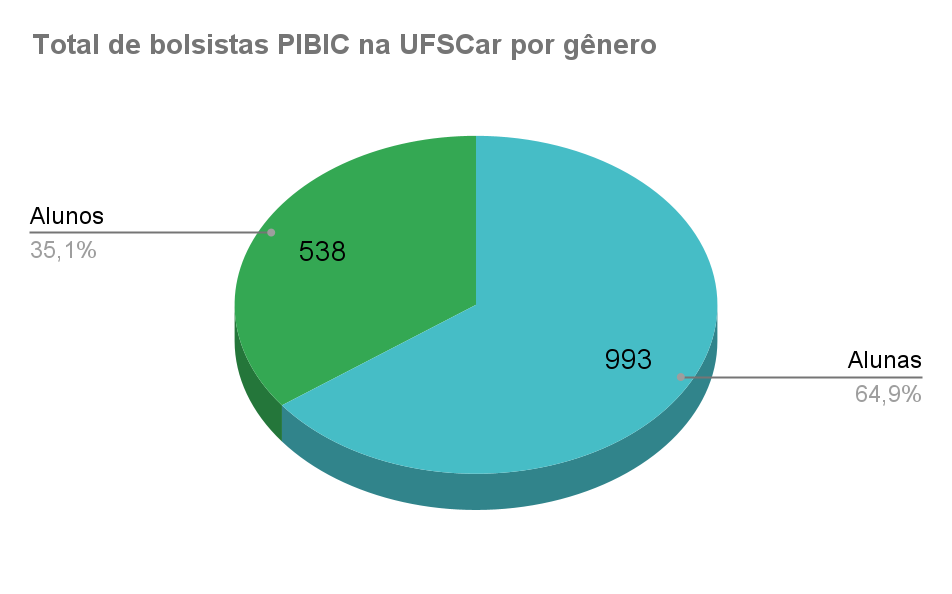 Total de bolsistas PIBIC na UFSCar por gênero
Alunos
35,1%
538
993
Alunas
64,9%